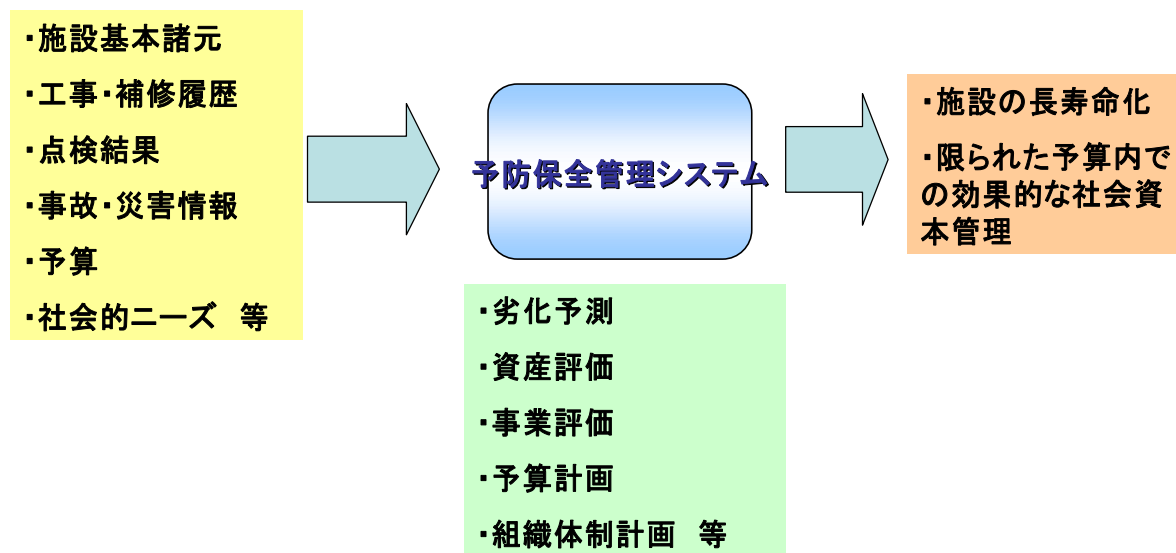 ・施設基本諸元
・工事・補修履歴
・点検結果
・事故・災害情報
・予算
・社会的ニーズ　等
予防保全管理システム
・劣化予測
・資産評価
・事業評価
・予算計画
・組織体制計画　等
・施設の長寿命化
・限られた予算内で
の効果的な社会資
本管理